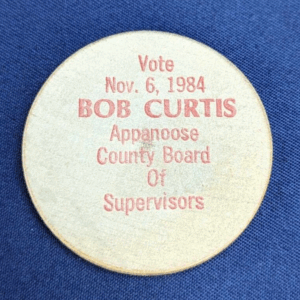 Vote
Nov. 6, 1984
BOB CURTIS
Appanoose
County Board
Of
Supervisors